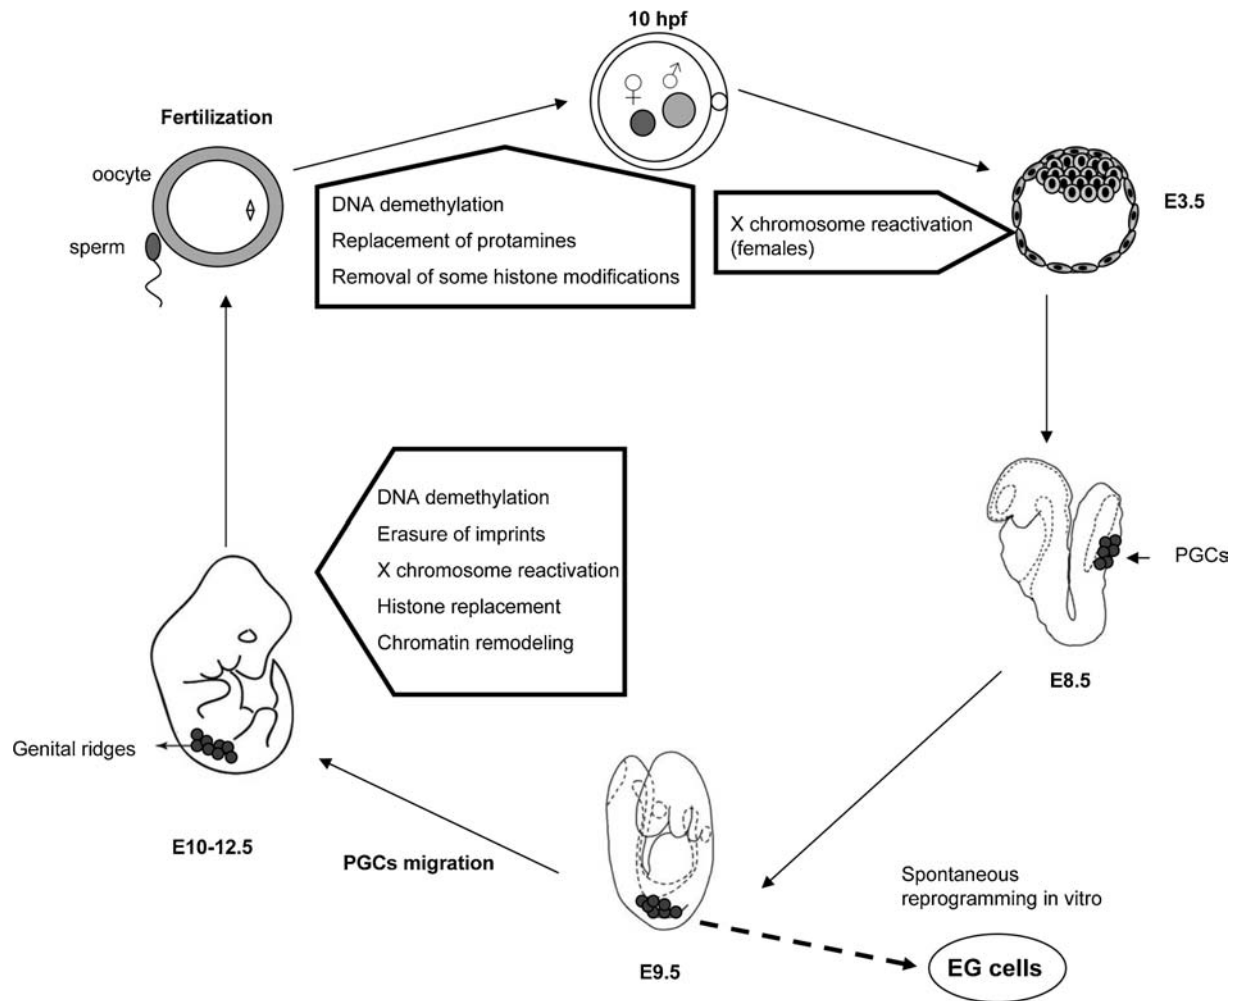 10 hpf
♀ ♂
Fertilization
oocyte
sperm
DNA demethylation
Replacement of protamines
Removal of some histone modifications
X chromosome reactivation
(females)
E3.5
PGCs
E8.5
DNA demethylation
Erasure of imprints
X chromosome reactivation
Histone replacement
Chromatin remodeling
Genital ridges
E10-12.5
PGCs migration
E9.5
Spontaneous
reprogramming in vitro
EG cells